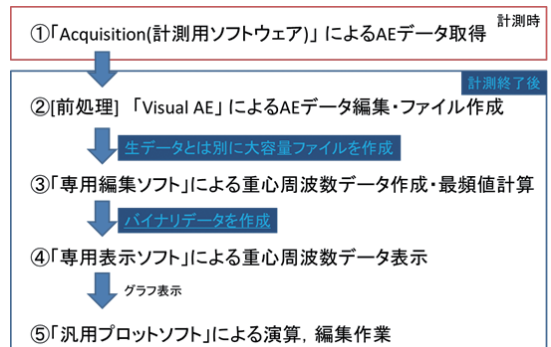 計測時
①「Acquisition(計測用ソフトウェア)」によるAEデータ取得
計測終了後
②[前処理] 「Visual AE」によるAEデータ編集・ファイル作成
生データとは別に大容量ファイルを作成
③「専用編集ソフト」による重心周波数データ作成・最頻値計算
バイナリデータを作成
④「専用表示ソフト」による重心周波数データ表示
グラフ表示
⑤「汎用プロットソフト」による演算, 編集作業